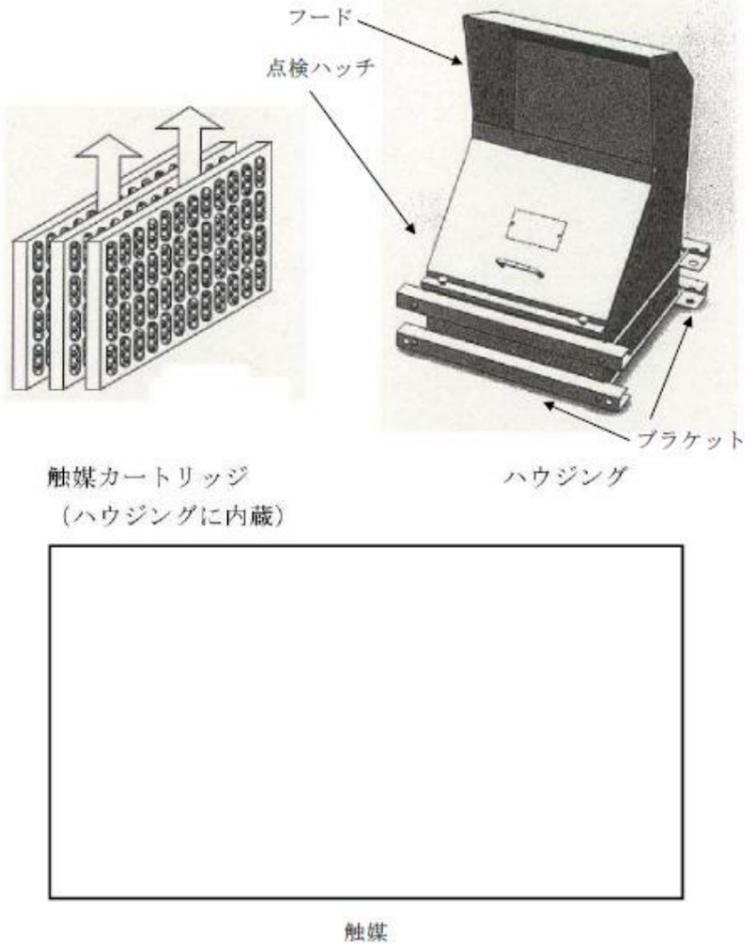 フード
点検ハッチ
ブラケット
触媒カートリッジ
(ハウジングに内蔵)
ハウジング
触媒